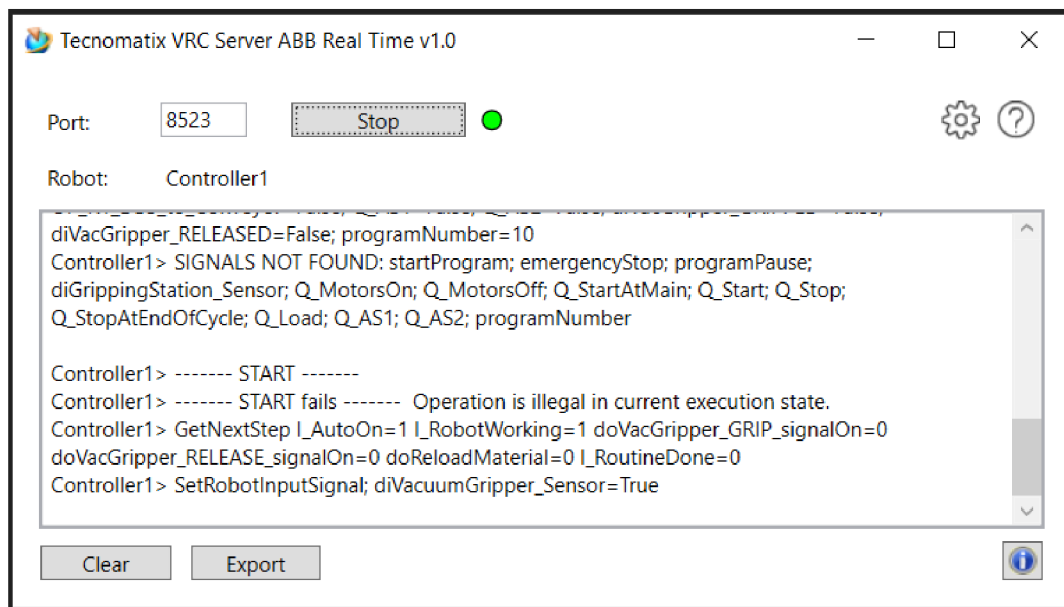 Tecnomatix VRC Server ABB Real Time v1.0
Port: 8523 Stop
Robot: Controller1
diVacGripper_RELEASED=False; programNumber=10
Controller1> SIGNALS NOT FOUND: startProgram; emergencyStop; programPause;
diGrippingStation_Sensor; Q_MotorsOn; Q_MotorsOff; Q_StartAtMain; Q_Start; Q_Stop;
Q_StopAtEndOfCycle; Q_Load; Q_AS1; Q_AS2; programNumber
Controller1> ------- START -------
Controller1> ------- START fails ------- Operation is illegal in current execution state.
Controller1> GetNextStep I_AutoOn=1 I_RobotWorking=1 doVacGripper_GRIP_signalOn=0
doVacGripper_RELEASE_signalOn=0 doReloadMaterial=0 I_RoutineDone=0
Controller1> SetRobotInputSignal; diVacuumGripper_Sensor=True
Clear Export